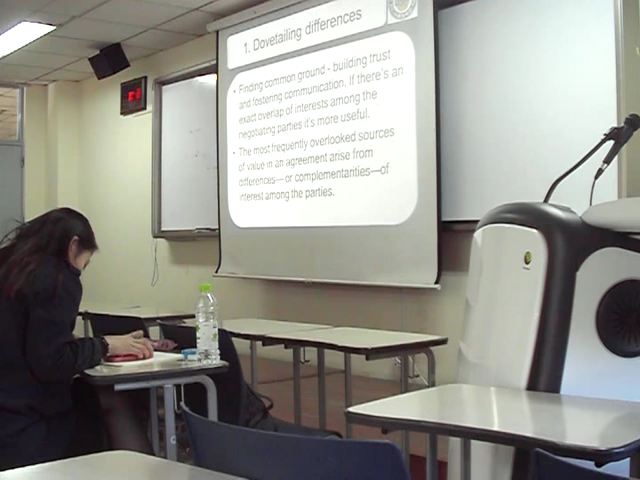 1. Dovetailing differences
• Finding common ground - building trust
and fostering communication. If there's an
exact overlap of interests among the
negotiating parties it's more useful.
• The most frequently overlooked sources
of value in an agreement arise from
differences— or complementarities—of
interest among the parties.